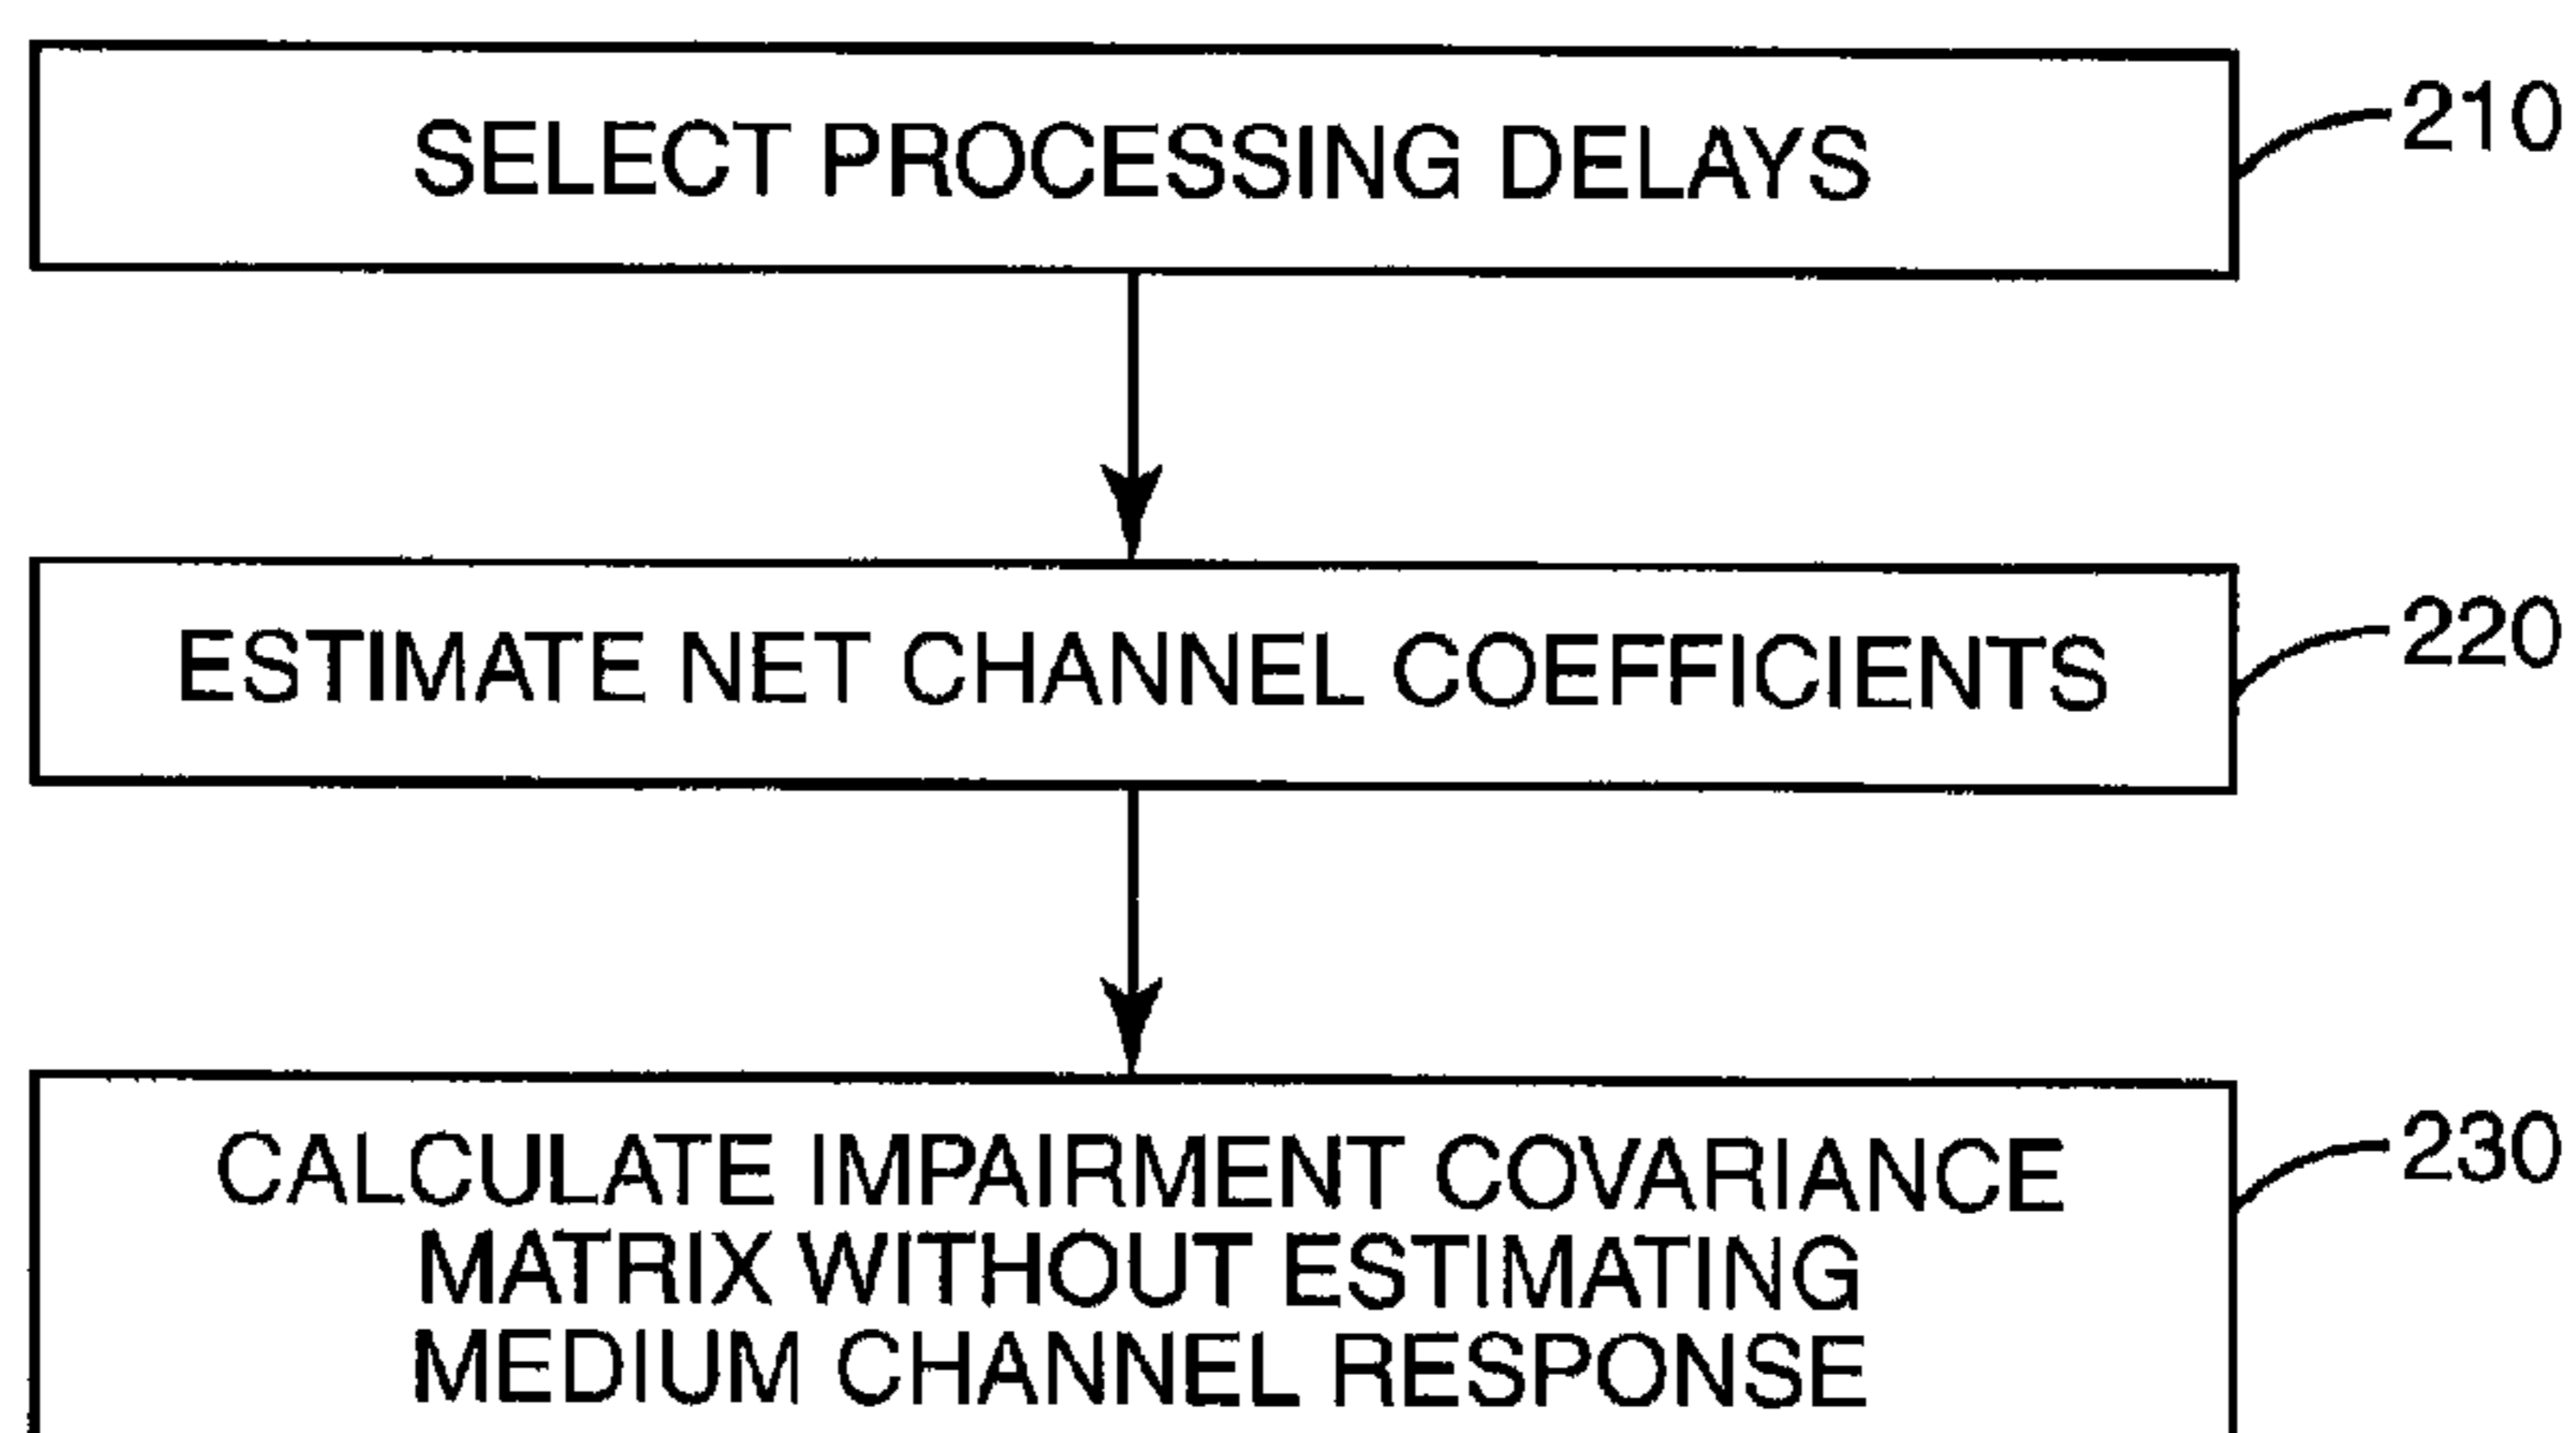 SELECT PROCESSING DELAYS
210
ESTIMATE NET CHANNEL COEFFICIENTS
220
CALCULATE IMPAIRMENT COVARIANCE
MATRIX WITHOUT ESTIMATING
MEDIUM CHANNEL RESPONSE
230